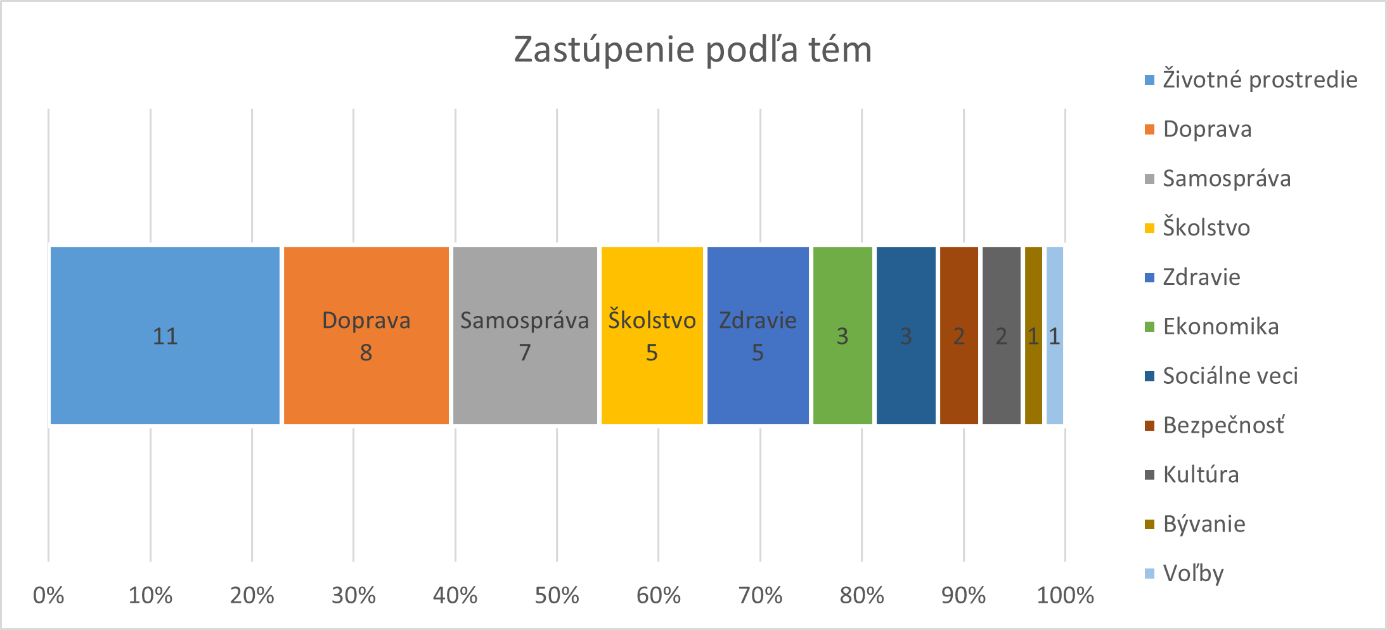 Zastúpenie podľa tém
11
Doprava
8
Samospráva
7
Školstvo
5
Zdravie
5
3
3
2
2
1
1
0%
10%
20%
30%
40%
50%
60%
70%
80%
90%
100%
Životné prostredie
Doprava
Samospráva
Školstvo
Zdravie
Ekonomika
Sociálne veci
Bezpečnosť
Kultúra
Bývanie
Voľby